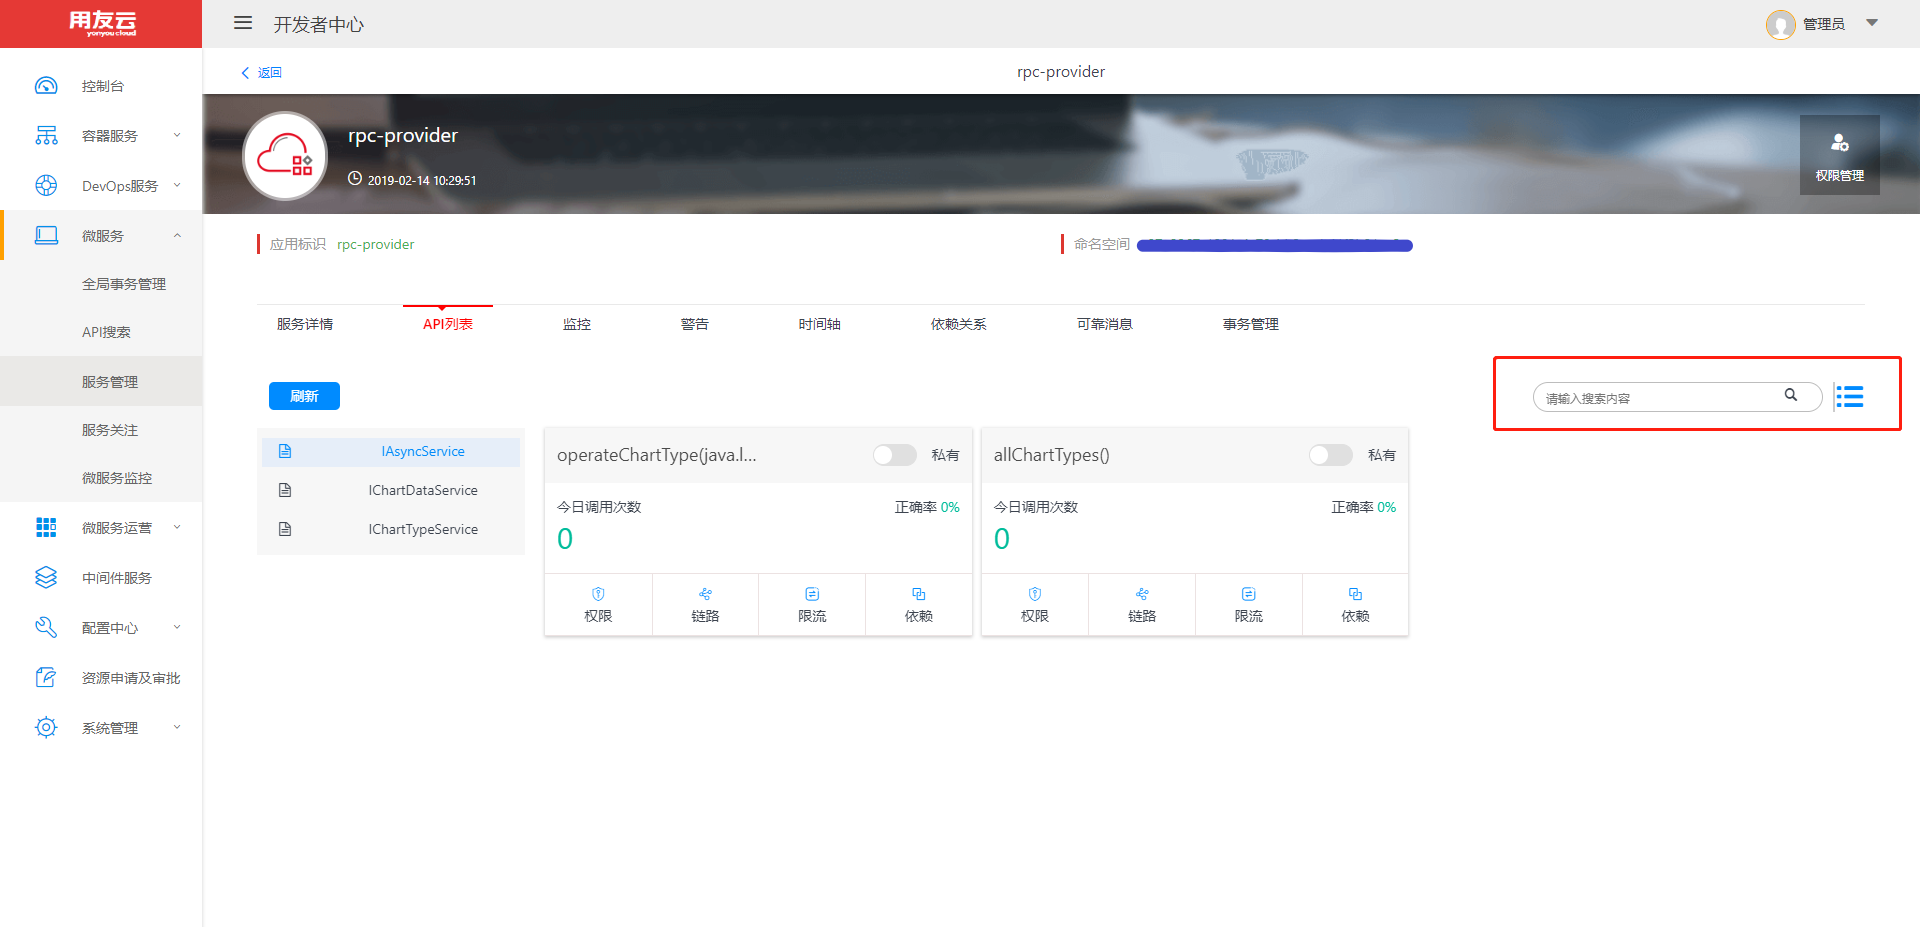 用友云
yonyou cloud
开发者中心
管理员
控制台
容器服务
DevOps服务
微服务
全局事务管理
API搜索
服务管理
服务关注
微服务监控
微服务运营
中间件服务
配置中心
资源申请及审批
系统管理
返回
rpc-provider
rpc-provider
2019-02-14 10:29:51
权限管理
应用标识 rpc-provider
命名空间
服务详情 API列表 监控 警告 时间轴 依赖关系 可靠消息 事务管理
刷新
请输入搜索内容
IAsyncService
IChartDataService
IChartTypeService
operateChartType(java.l... 私有
今日调用次数 正确率 0%
0
权限 链路 限流 依赖
allChartTypes() 私有
今日调用次数 正确率 0%
0
权限 链路 限流 依赖